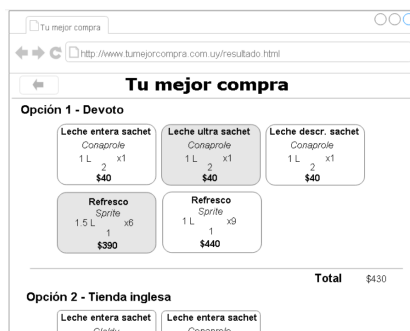 Tu mejor compra
http://www.tumejorcompra.com.uy/resultado.html
Tu mejor compra
Opción 1 - Devoto
Leche entera sachet
Conaprole
1 L x1
2
$40
Leche ultra sachet
Conaprole
1 L x1
2
$40
Leche descr. sachet
Conaprole
1 L x1
2
$40
Refresco
Sprite
1.5 L x6
1
$390
Refresco
Sprite
1 L x9
1
$440
Total $430
Opción 2 - Tienda inglesa
Leche entera sachet
Leche entera sachet
Conaprole